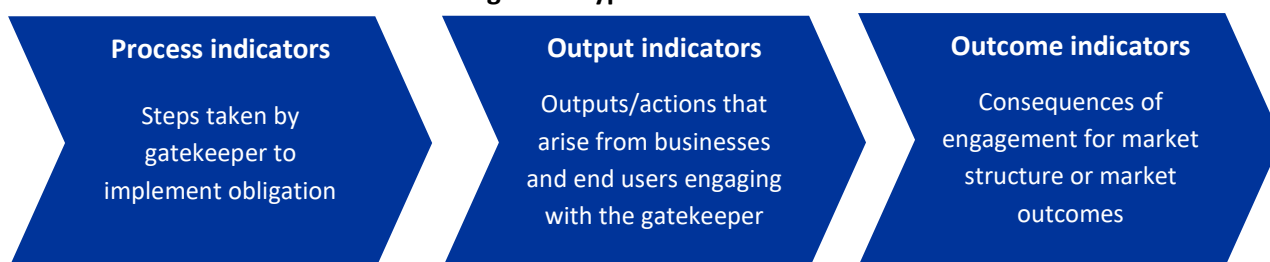 Process indicators
Steps taken by
gatekeeper to
implement obligation
Output indicators
Outputs/actions that
arise from businesses
and end users engaging
with the gatekeeper
Outcome indicators
Consequences of
engagement for market
structure or market
outcomes